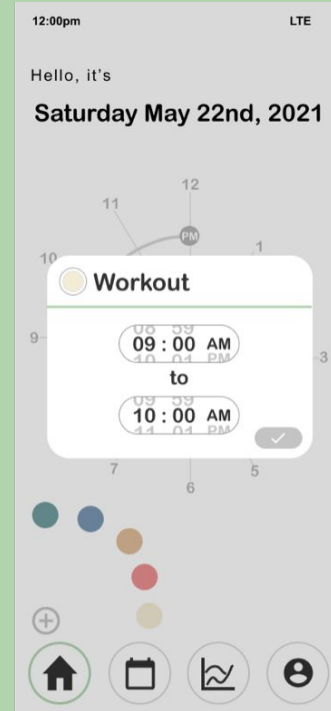 12:00pm LTE
Hello, it's
Saturday May 22nd, 2021
12
11
PM
1
10
Workout
08 59
9
09 : 00 AM
10 01 PM
3
to
09 59
10 : 00 AM
11 01 PM
7
5
6